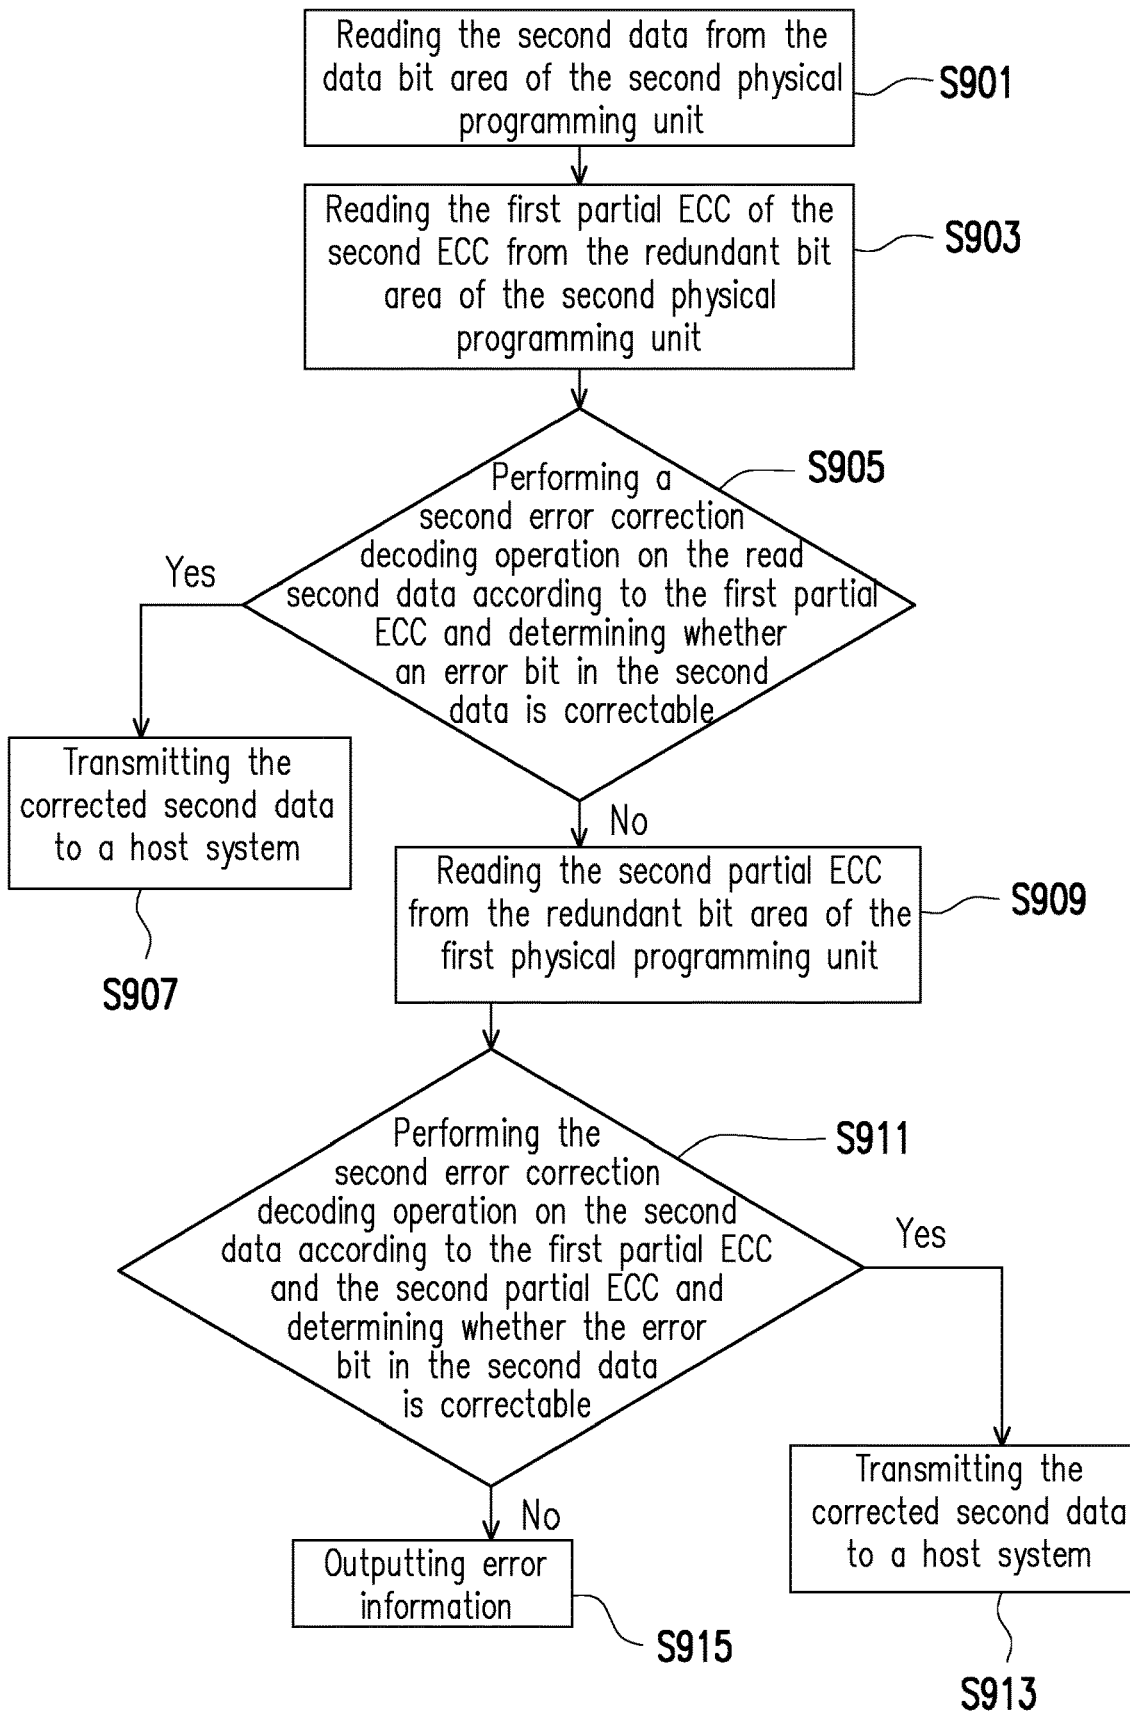 Reading the second data from the
data bit area of the second physical
programming unit
S901
Reading the first partial ECC of the
second ECC from the redundant bit
area of the second physical
programming unit
S903
Performing a
second error correction
decoding operation on the read
second data according to the first partial
ECC and determining whether
an error bit in the second
data is correctable
S905
Yes
Transmitting the
corrected second data
to a host system
S907
No
Reading the second partial ECC
from the redundant bit area of the
first physical programming unit
S909
Performing the
second error correction
decoding operation on the second
data according to the first partial ECC
and the second partial ECC and
determining whether the error
bit in the second data
is correctable
S911
Yes
Transmitting the
corrected second data
to a host system
S913
No
Outputting error
information
S915